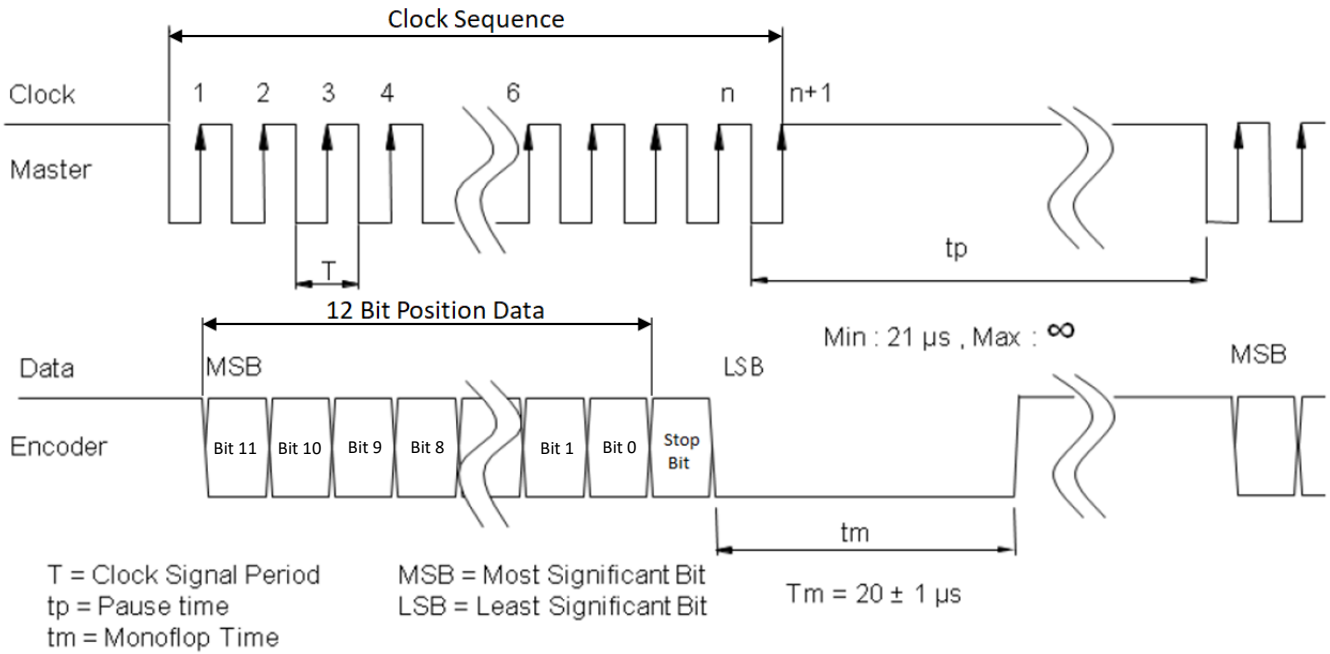 Clock Sequence
Clock 1 2 3 4 6 n n+1
Master
T
tp
12 Bit Position Data
Min : 21 µs , Max : ∞
Data MSB LSB MSB
Encoder Bit 11 Bit 10 Bit 9 Bit 8 Bit 1 Bit 0 Stop Bit
tm
T = Clock Signal Period MSB = Most Significant Bit
tp = Pause time LSB = Least Significant Bit
Tm = 20 ± 1 µs
tm = Monoflop Time